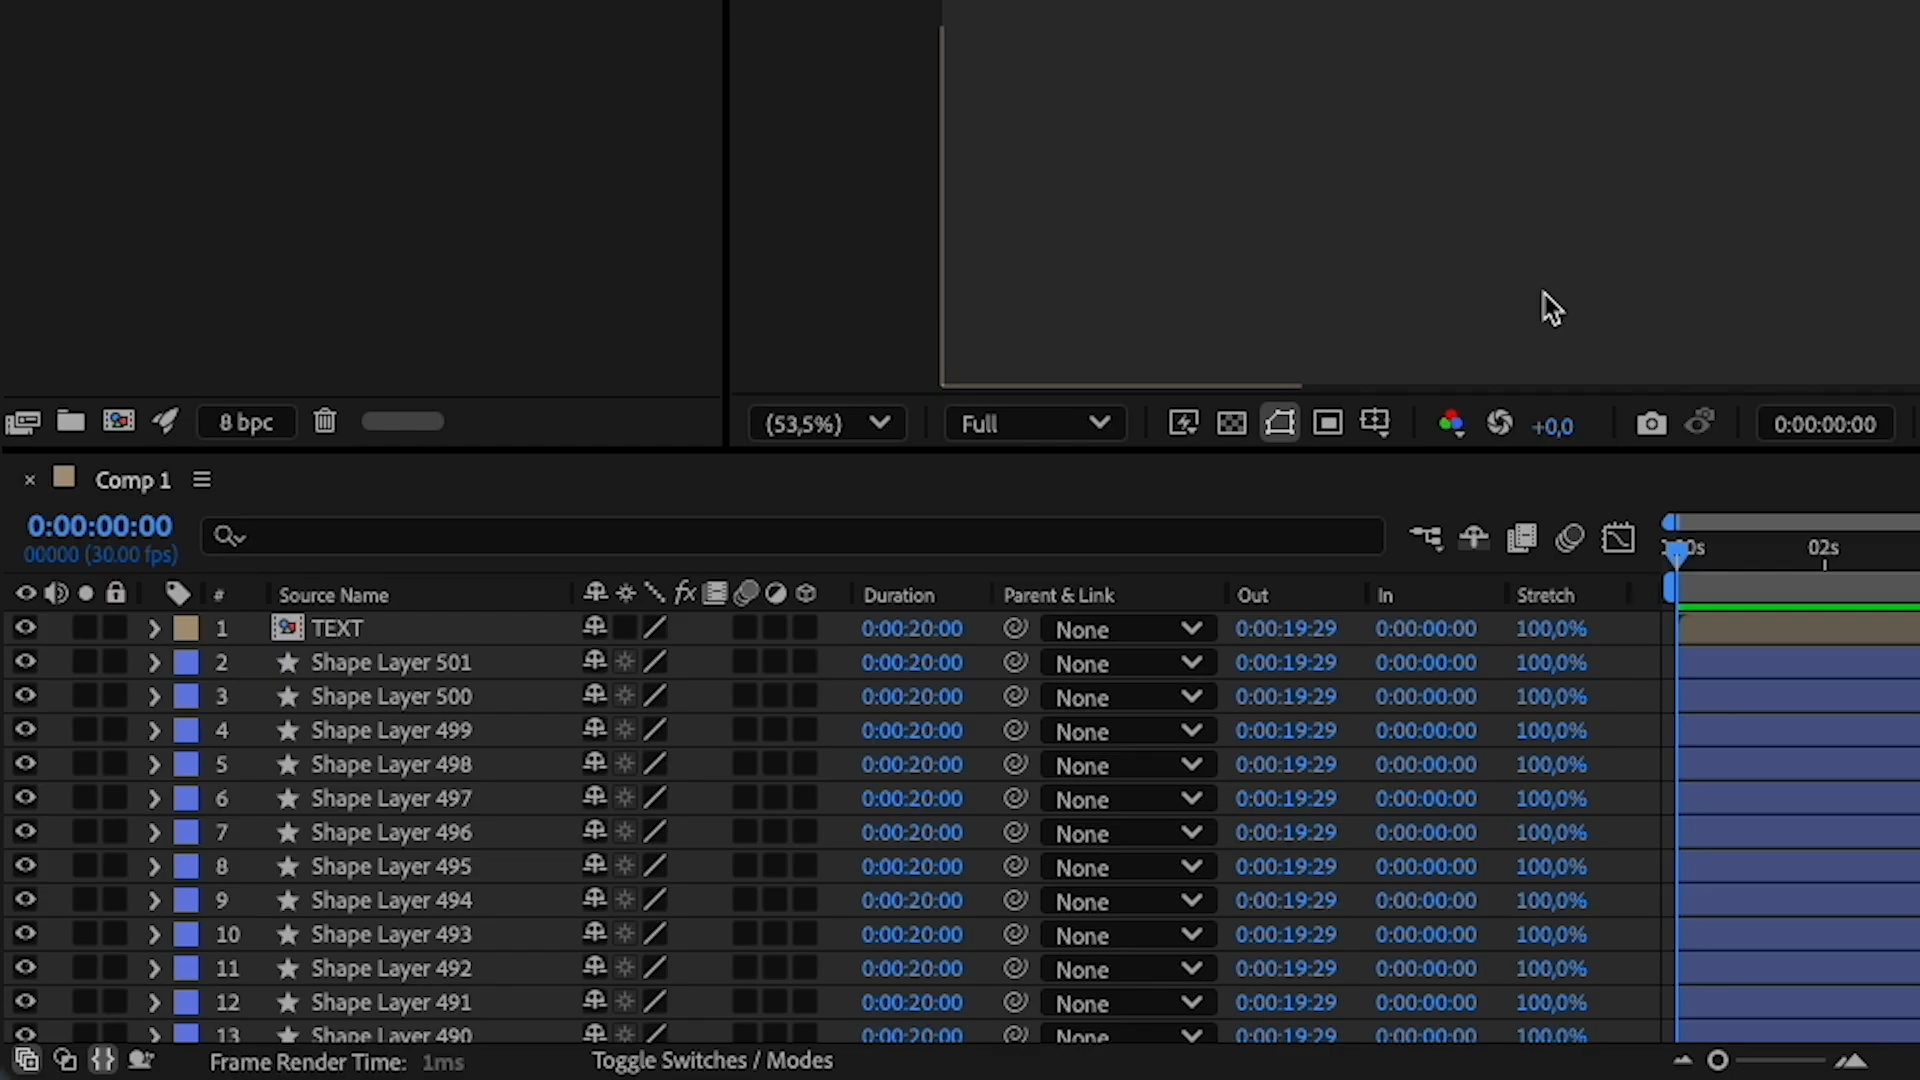 8 bpc
(53,5%) Full +0,0 0:00:00:00
Comp 1
0:00:00:00
00000 (30.00 fps)
02s
# Source Name fx Duration Parent & Link Out In Stretch
1 TEXT 0:00:20:00 None 0:00:19:29 0:00:00:00 100,0%
2 Shape Layer 501 0:00:20:00 None 0:00:19:29 0:00:00:00 100,0%
3 Shape Layer 500 0:00:20:00 None 0:00:19:29 0:00:00:00 100,0%
4 Shape Layer 499 0:00:20:00 None 0:00:19:29 0:00:00:00 100,0%
5 Shape Layer 498 0:00:20:00 None 0:00:19:29 0:00:00:00 100,0%
6 Shape Layer 497 0:00:20:00 None 0:00:19:29 0:00:00:00 100,0%
7 Shape Layer 496 0:00:20:00 None 0:00:19:29 0:00:00:00 100,0%
8 Shape Layer 495 0:00:20:00 None 0:00:19:29 0:00:00:00 100,0%
9 Shape Layer 494 0:00:20:00 None 0:00:19:29 0:00:00:00 100,0%
10 Shape Layer 493 0:00:20:00 None 0:00:19:29 0:00:00:00 100,0%
11 Shape Layer 492 0:00:20:00 None 0:00:19:29 0:00:00:00 100,0%
12 Shape Layer 491 0:00:20:00 None 0:00:19:29 0:00:00:00 100,0%
13 Shape Layer 490 0:00:20:00 None 0:00:19:29 0:00:00:00 100,0%
Frame Render Time: 1ms Toggle Switches / Modes